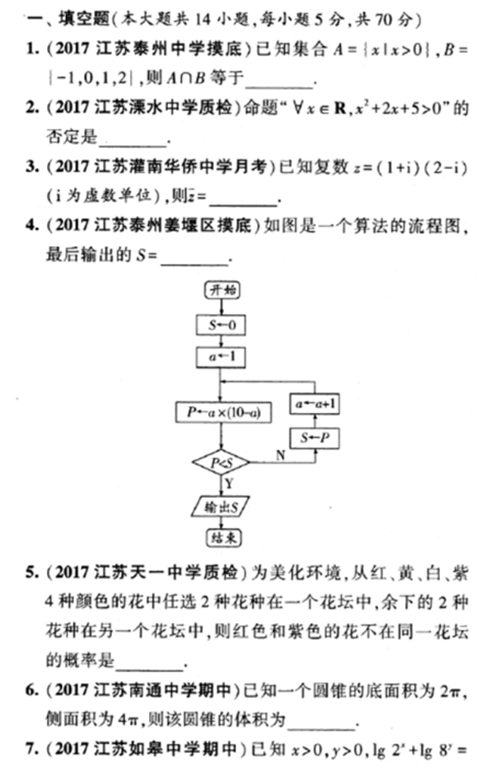 一、填空题(本大题共14小题,每小题5分,共70分)
1. (2017江苏泰州中学摸底)已知集合A={x|x>0},B=
{-1,0,1,2},则A∩B等于______.
2. (2017江苏溧水中学质检)命题“∀x∈R,x²+2x+5>0”的
否定是______.
3. (2017江苏灌南华侨中学月考)已知复数z=(1+i)(2-i)
(i为虚数单位),则z̄=______.
4. (2017江苏泰州姜堰区摸底)如图是一个算法的流程图,
最后输出的S=______.
开始
S←0
a←1
P←a×(10-a)
a←a+1
S←P
P<S
N
Y
输出S
结束
5. (2017江苏天一中学质检)为美化环境,从红、黄、白、紫
4种颜色的花中任选2种花种在一个花坛中,余下的2种
花种在另一个花坛中,则红色和紫色的花不在同一花坛
的概率是______.
6. (2017江苏南通中学期中)已知一个圆锥的底面积为2π,
侧面积为4π,则该圆锥的体积为______.
7. (2017江苏如皋中学期中)已知x>0,y>0,lg 2ˣ+lg 8ʸ=